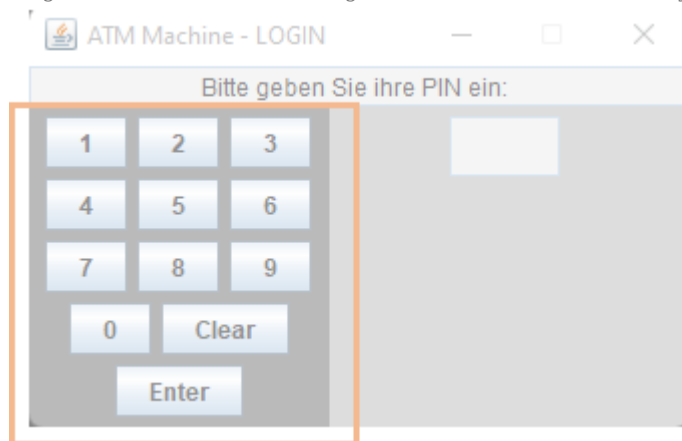 ATM Machine - LOGIN
Bitte geben Sie ihre PIN ein:
1 2 3
4 5 6
7 8 9
0 Clear
Enter